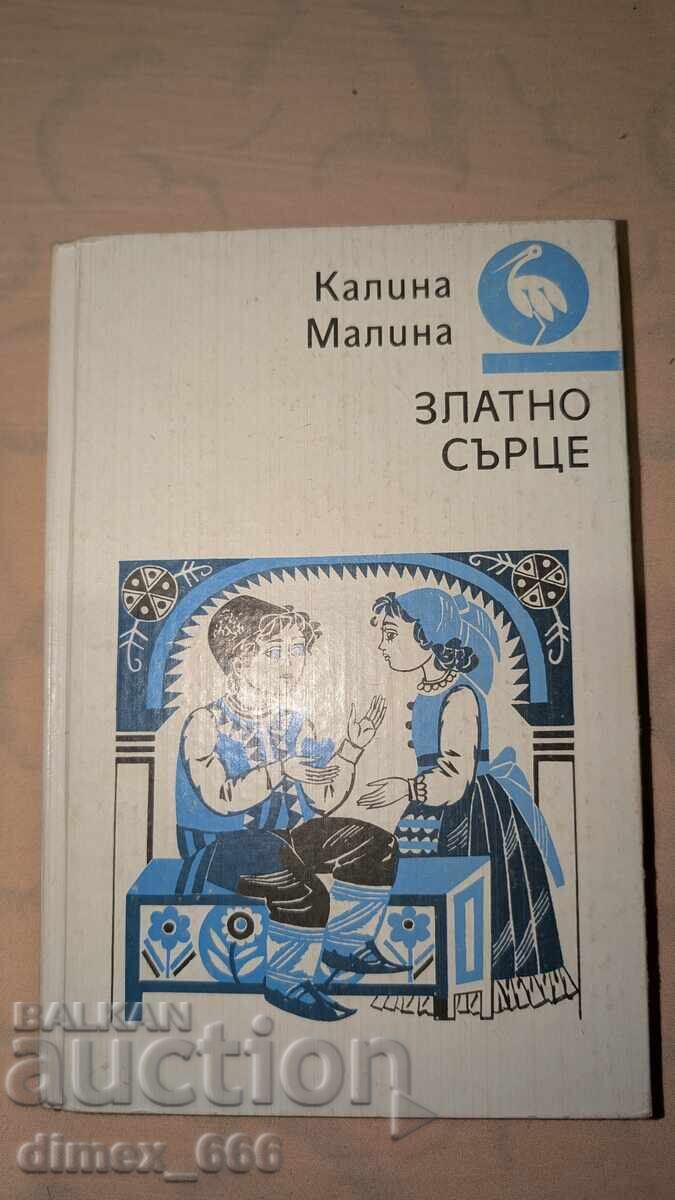 Калина
Малина
ЗЛАТНО
СЪРЦЕ
BALKAN
auction
dimex_666